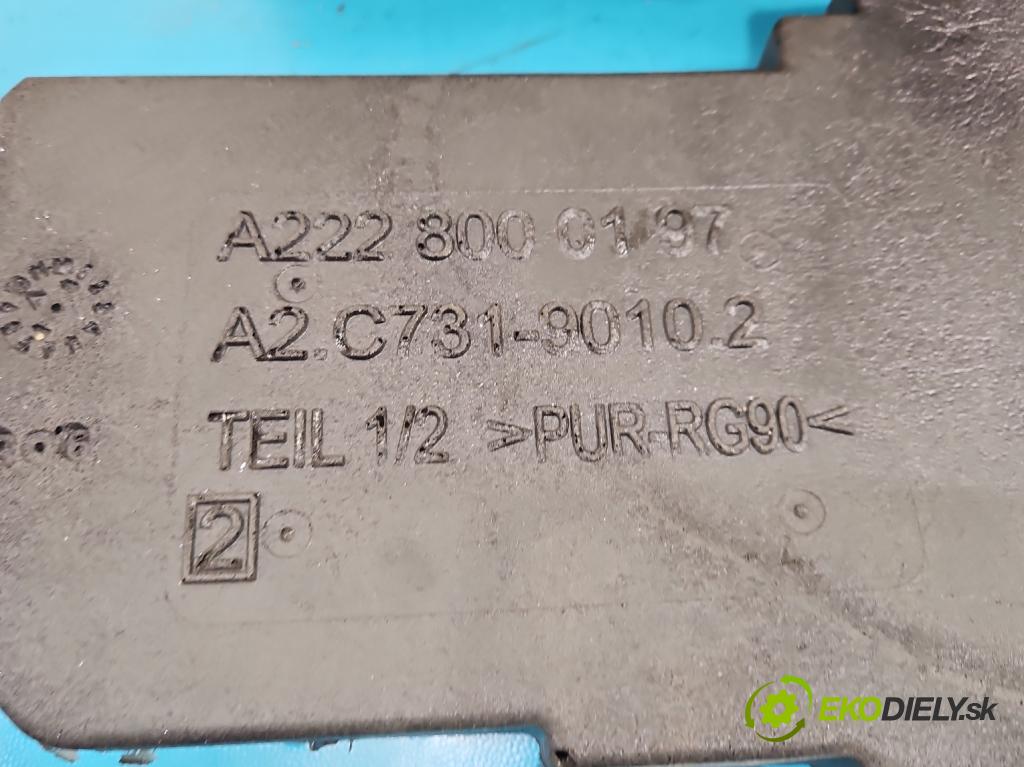 A222 800 01 97
A2.C731-9010.2
TEIL 1/2 >PUR-RG90<
2
EKODIELY.sk